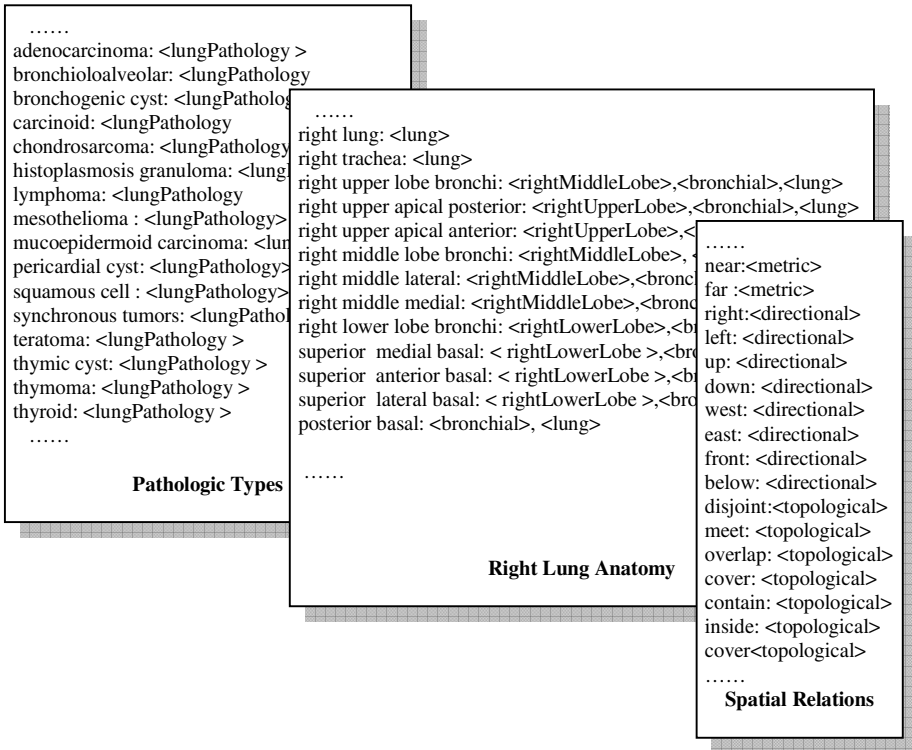 ……
adenocarcinoma: <lungPathology >
bronchioloalveolar: <lungPathology
bronchogenic cyst: <lungPatholog
carcinoid: <lungPathology
chondrosarcoma: <lungPathology
histoplasmosis granuloma: <lung
lymphoma: <lungPathology
mesothelioma : <lungPathology>
mucoepidermoid carcinoma: <lun
pericardial cyst: <lungPathology>
squamous cell : <lungPathology>
synchronous tumors: <lungPathol
teratoma: <lungPathology >
thymic cyst: <lungPathology >
thymoma: <lungPathology >
thyroid: <lungPathology >
……
Pathologic Types
……
right lung: <lung>
right trachea: <lung>
right upper lobe bronchi: <rightMiddleLobe>,<bronchial>,<lung>
right upper apical posterior: <rightUpperLobe>,<bronchial>,<lung>
right upper apical anterior: <rightUpperLobe>,<
right middle lobe bronchi: <rightMiddleLobe>, <
right middle lateral: <rightMiddleLobe>,<bronc
right middle medial: <rightMiddleLobe>,<bronc
right lower lobe bronchi: <rightLowerLobe>,<br
superior  medial basal: < rightLowerLobe >,<bro
superior  anterior basal: < rightLowerLobe >,<br
superior  lateral basal: < rightLowerLobe >,<bro
posterior basal: <bronchial>, <lung>
……
Right Lung Anatomy
……
near:<metric>
far :<metric>
right:<directional>
left: <directional>
up: <directional>
down: <directional>
west: <directional>
east: <directional>
front: <directional>
below: <directional>
disjoint:<topological>
meet: <topological>
overlap: <topological>
cover: <topological>
contain: <topological>
inside: <topological>
cover<topological>
……
Spatial Relations